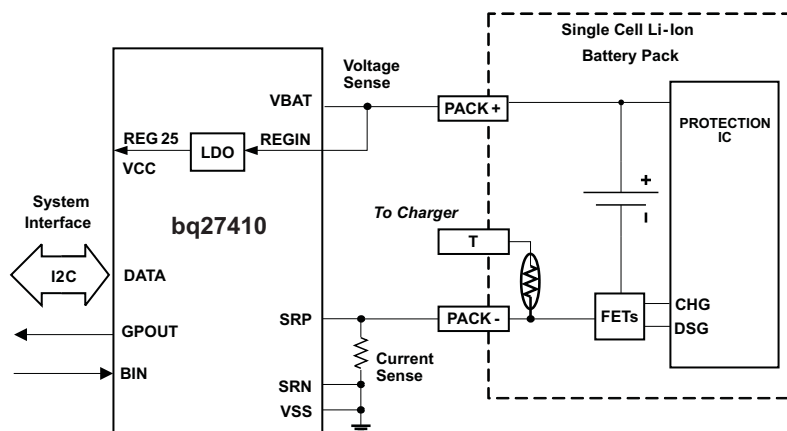 Single Cell Li-Ion
Battery Pack
Voltage
Sense
VBAT
PACK +
PROTECTION
IC
REG 25
LDO
REGIN
VCC
+
System
Interface
To Charger
bq27410
T
-
I2C
DATA
SRP
PACK -
FETs
CHG
DSG
GPOUT
Current
Sense
BIN
SRN
VSS